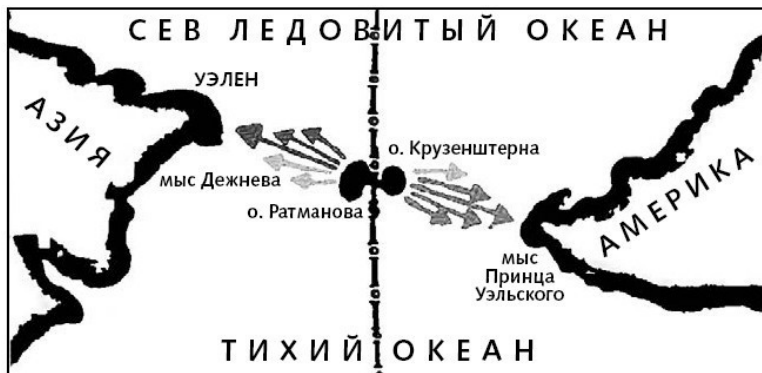 СЕВ ЛЕДОВИТЫЙ ОКЕАН
УЭЛЕН
АЗИЯ
о. Крузенштерна
мыс Дежнева
о. Ратманова
АМЕРИКА
мыс
Принца
Уэльского
ТИХИЙ ОКЕАН